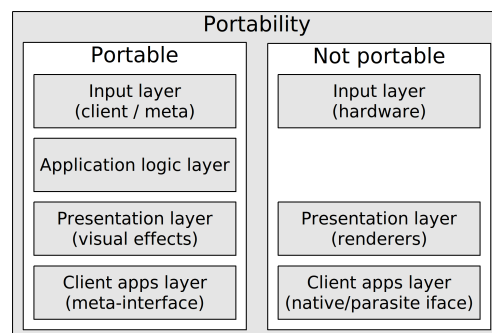 Portability
Portable
Input layer
(client / meta)
Application logic layer
Presentation layer
(visual effects)
Client apps layer
(meta-interface)
Not portable
Input layer
(hardware)
Presentation layer
(renderers)
Client apps layer
(native/parasite iface)